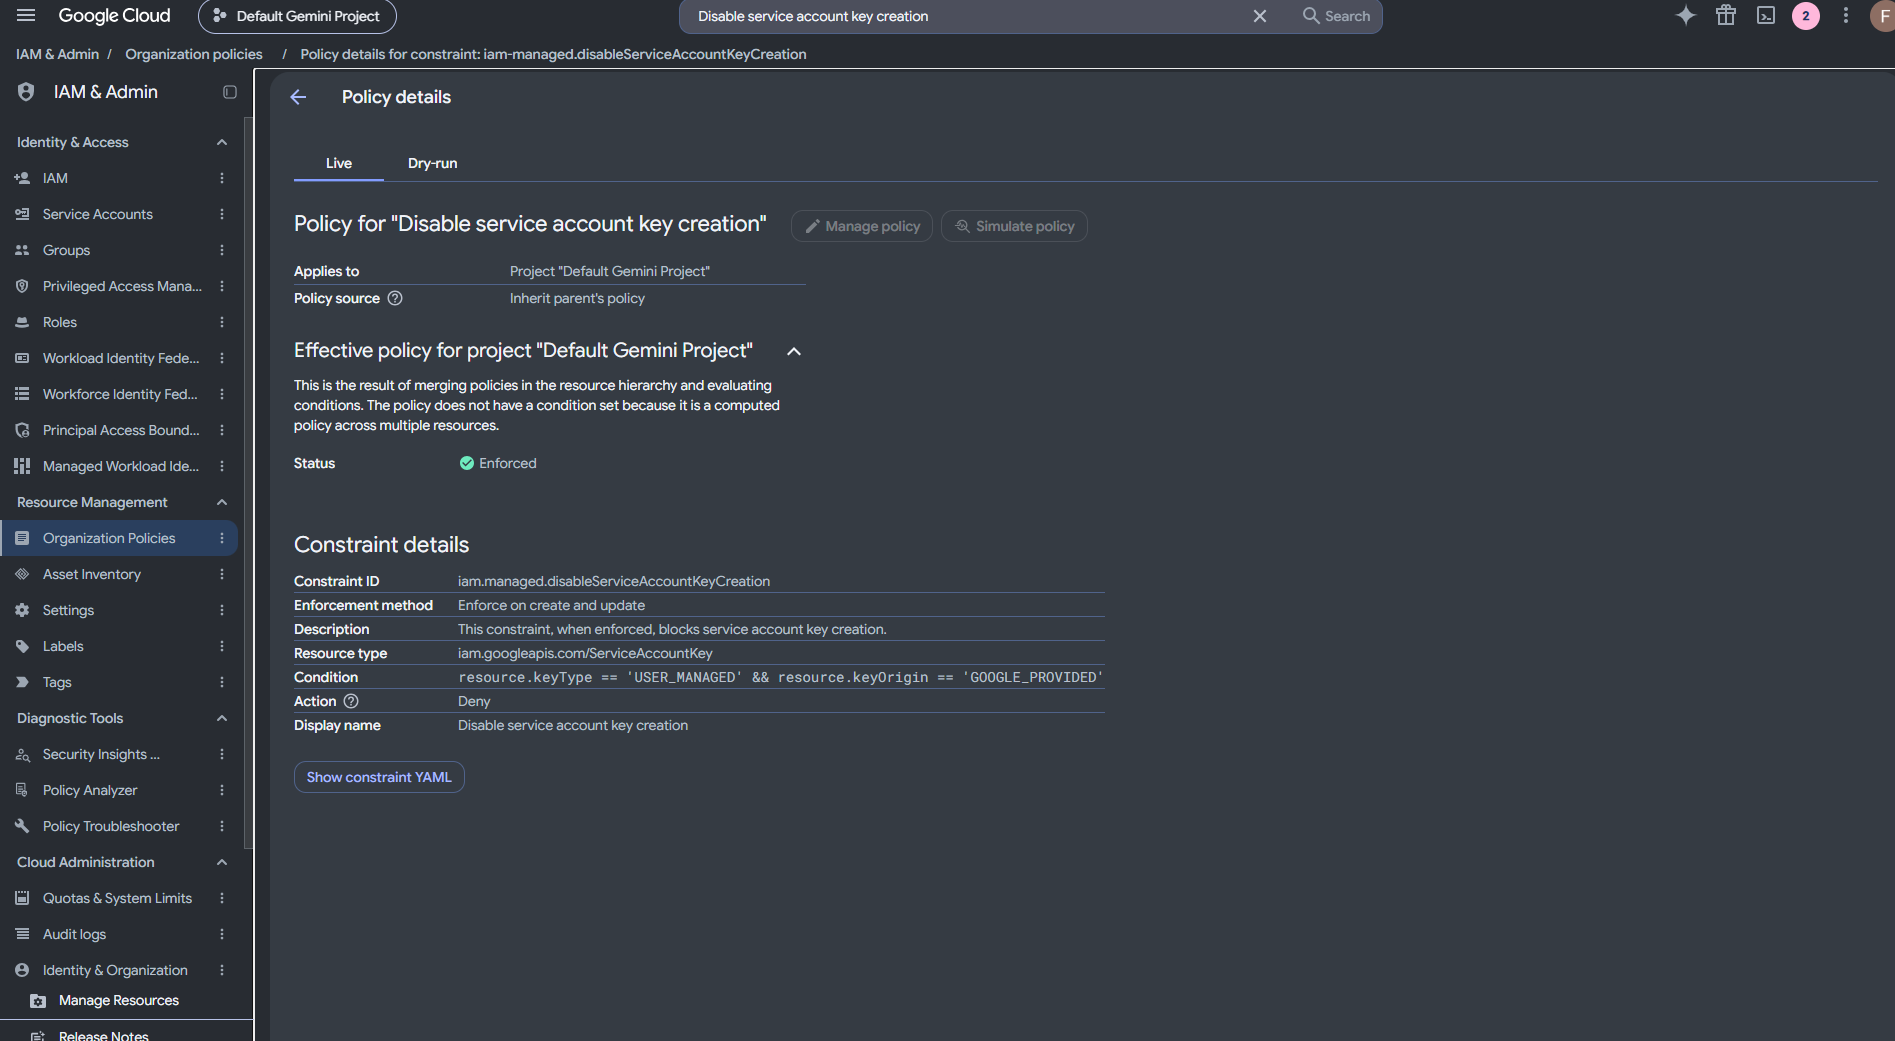 Google Cloud
Default Gemini Project
Disable service account key creation
Search
2
F
IAM & Admin / Organization policies / Policy details for constraint: iam-managed.disableServiceAccountKeyCreation
IAM & Admin
Identity & Access
IAM
Service Accounts
Groups
Privileged Access Mana...
Roles
Workload Identity Fede...
Workforce Identity Fed...
Principal Access Bound...
Managed Workload Ide...
Resource Management
Organization Policies
Asset Inventory
Settings
Labels
Tags
Diagnostic Tools
Security Insights ...
Policy Analyzer
Policy Troubleshooter
Cloud Administration
Quotas & System Limits
Audit logs
Identity & Organization
Manage Resources
Release Notes
Policy details
Live
Dry-run
Policy for "Disable service account key creation"
Manage policy
Simulate policy
Applies to Project "Default Gemini Project"
Policy source Inherit parent's policy
Effective policy for project "Default Gemini Project"
This is the result of merging policies in the resource hierarchy and evaluating
conditions. The policy does not have a condition set because it is a computed
policy across multiple resources.
Status Enforced
Constraint details
Constraint ID iam.managed.disableServiceAccountKeyCreation
Enforcement method Enforce on create and update
Description This constraint, when enforced, blocks service account key creation.
Resource type iam.googleapis.com/ServiceAccountKey
Condition resource.keyType == 'USER_MANAGED' && resource.keyOrigin == 'GOOGLE_PROVIDED'
Action Deny
Display name Disable service account key creation
Show constraint YAML